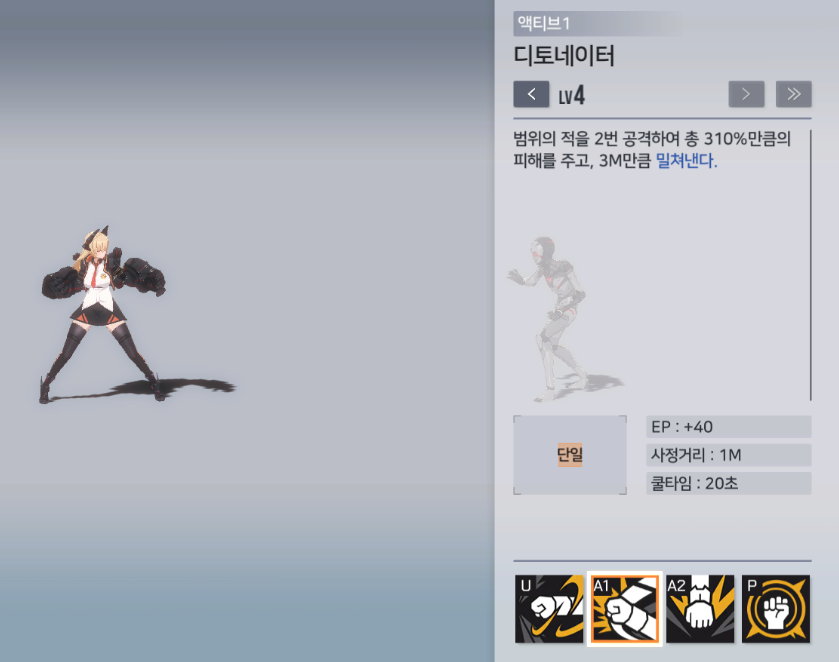 액티브1
디토네이터
LV4
범위의 적을 2번 공격하여 총 310%만큼의
피해를 주고, 3M만큼 밀쳐낸다.
단일
EP : +40
사정거리 : 1M
쿨타임 : 20초
U A1 A2 P